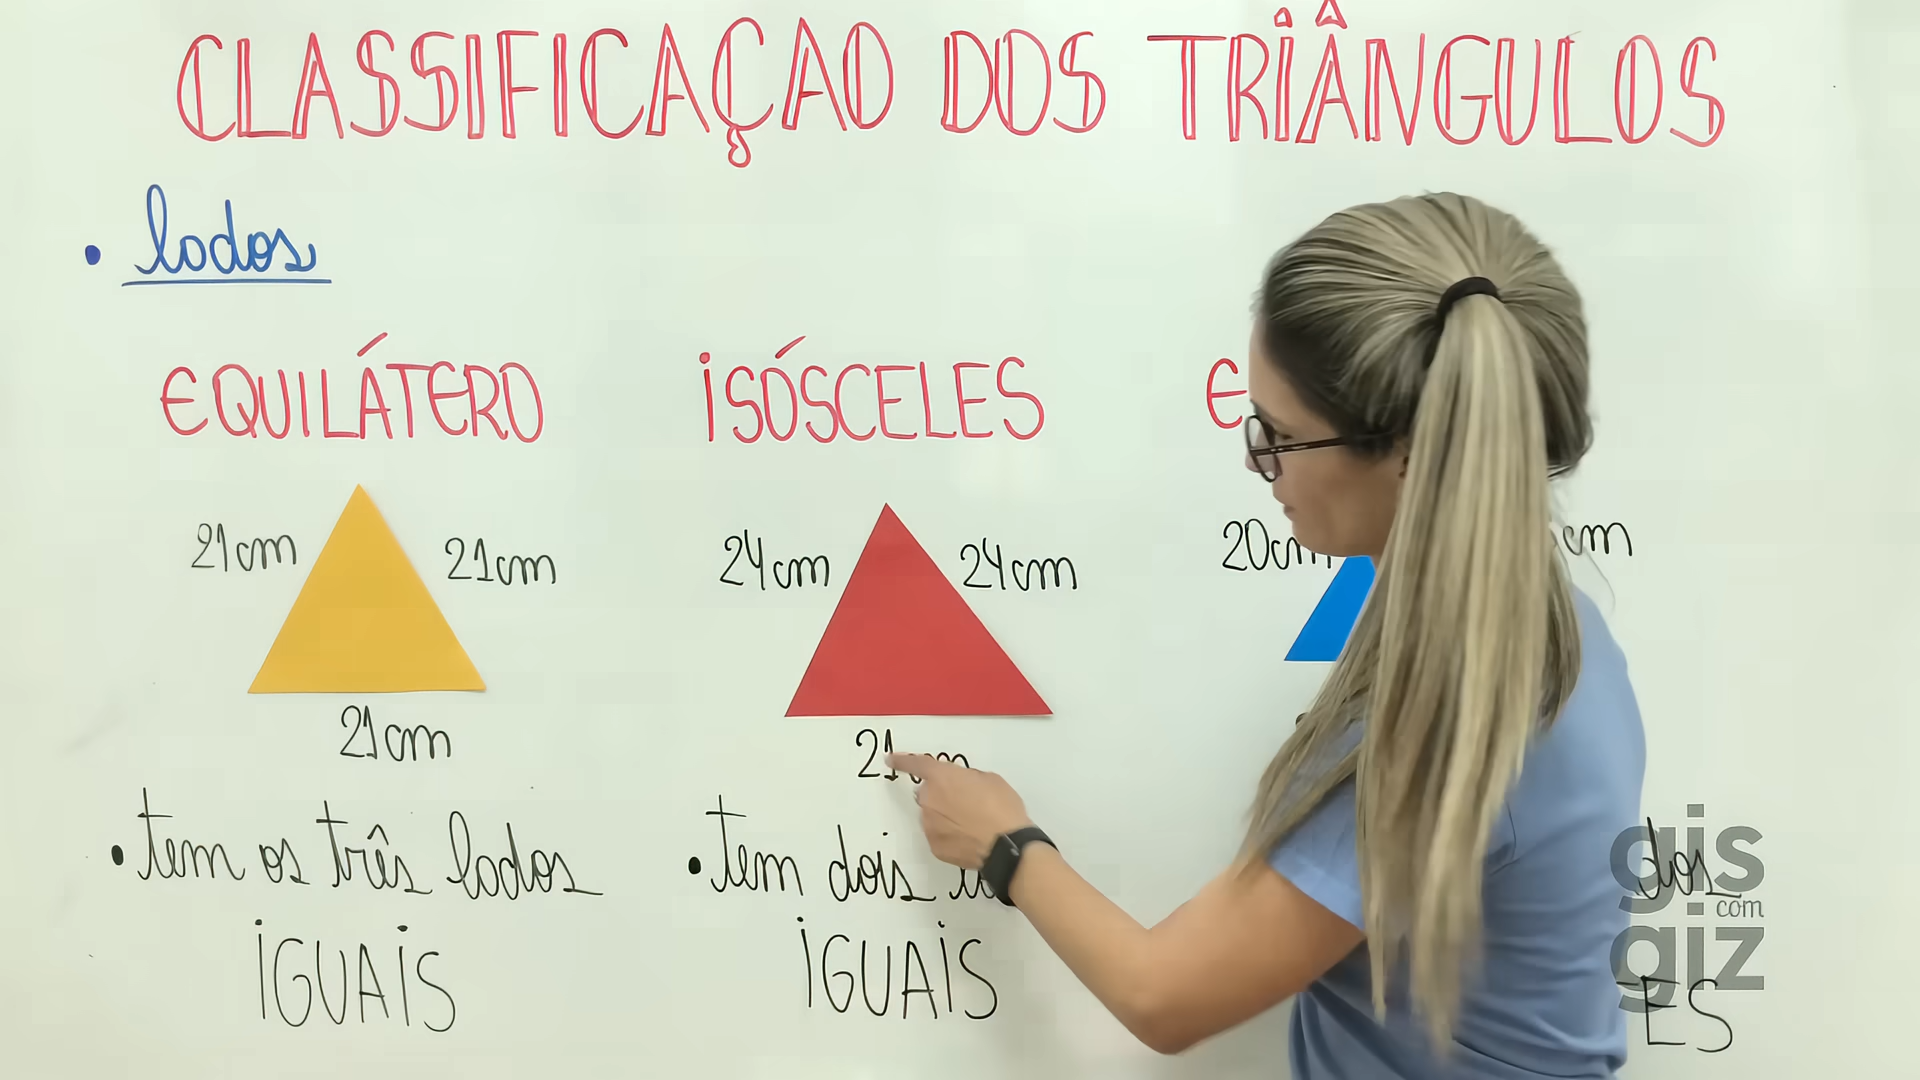 CLASSIFICAÇAO DOS TRIÂNGULOS
• lados
EQUILÁTERO
ISÓSCELES
21cm
21cm
21cm
24cm
24cm
21cm
20cm
cm
• tem os três lados
IGUAIS
• tem dois
IGUAIS
gis
com
giz